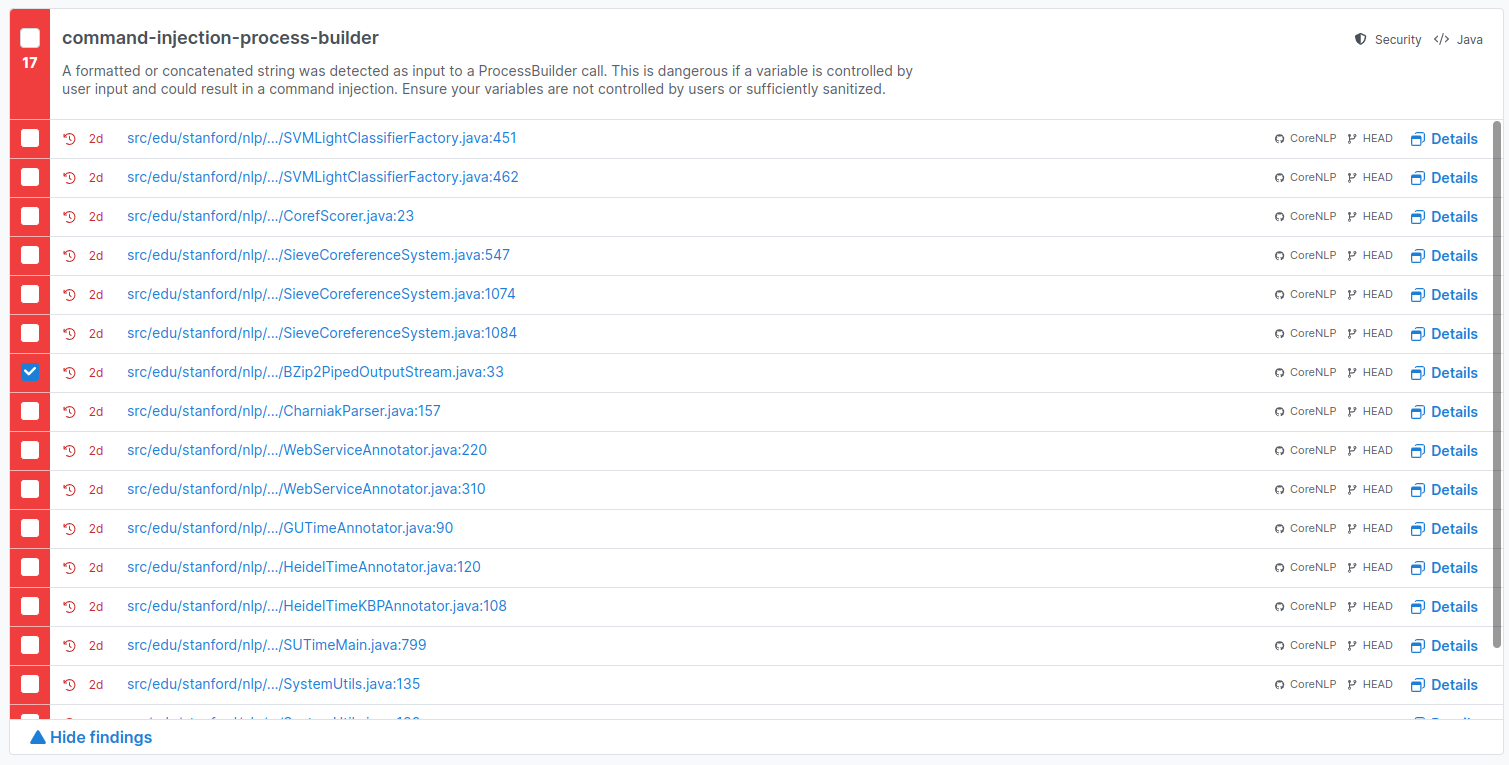 command-injection-process-builder
Security Java
17
A formatted or concatenated string was detected as input to a ProcessBuilder call. This is dangerous if a variable is controlled by
user input and could result in a command injection. Ensure your variables are not controlled by users or sufficiently sanitized.
2d src/edu/stanford/nlp/.../SVMLightClassifierFactory.java:451 CoreNLP HEAD Details
2d src/edu/stanford/nlp/.../SVMLightClassifierFactory.java:462 CoreNLP HEAD Details
2d src/edu/stanford/nlp/.../CorefScorer.java:23 CoreNLP HEAD Details
2d src/edu/stanford/nlp/.../SieveCoreferenceSystem.java:547 CoreNLP HEAD Details
2d src/edu/stanford/nlp/.../SieveCoreferenceSystem.java:1074 CoreNLP HEAD Details
2d src/edu/stanford/nlp/.../SieveCoreferenceSystem.java:1084 CoreNLP HEAD Details
2d src/edu/stanford/nlp/.../BZip2PipedOutputStream.java:33 CoreNLP HEAD Details
2d src/edu/stanford/nlp/.../CharniakParser.java:157 CoreNLP HEAD Details
2d src/edu/stanford/nlp/.../WebServiceAnnotator.java:220 CoreNLP HEAD Details
2d src/edu/stanford/nlp/.../WebServiceAnnotator.java:310 CoreNLP HEAD Details
2d src/edu/stanford/nlp/.../GUTimeAnnotator.java:90 CoreNLP HEAD Details
2d src/edu/stanford/nlp/.../HeidelTimeAnnotator.java:120 CoreNLP HEAD Details
2d src/edu/stanford/nlp/.../HeidelTimeKBPAnnotator.java:108 CoreNLP HEAD Details
2d src/edu/stanford/nlp/.../SUTimeMain.java:799 CoreNLP HEAD Details
2d src/edu/stanford/nlp/.../SystemUtils.java:135 CoreNLP HEAD Details
Hide findings